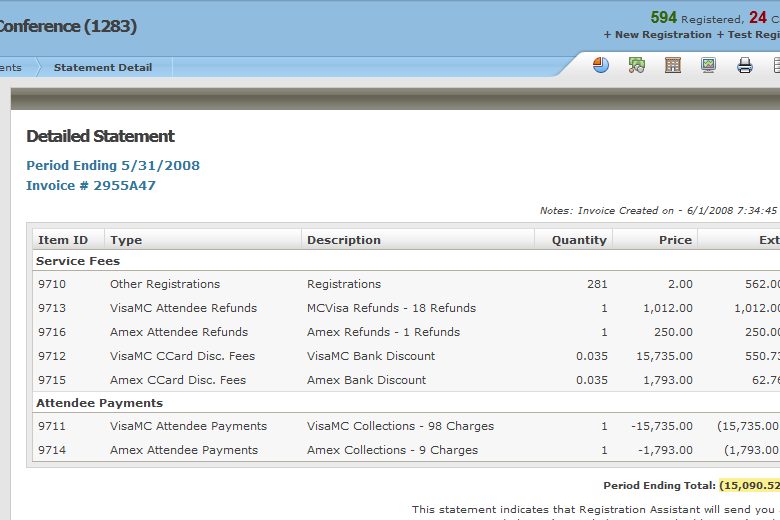 Conference (1283)
594 Registered, 24 C
+ New Registration + Test Regi
ents Statement Detail
Detailed Statement
Period Ending 5/31/2008
Invoice # 2955A47
Notes: Invoice Created on - 6/1/2008 7:34:45
Item ID Type Description Quantity Price Ext
Service Fees
9710 Other Registrations Registrations 281 2.00 562.00
9713 VisaMC Attendee Refunds MCVisa Refunds - 18 Refunds 1 1,012.00 1,012.00
9716 Amex Attendee Refunds Amex Refunds - 1 Refunds 1 250.00 250.00
9712 VisaMC CCard Disc. Fees VisaMC Bank Discount 0.035 15,735.00 550.73
9715 Amex CCard Disc. Fees Amex Bank Discount 0.035 1,793.00 62.76
Attendee Payments
9711 VisaMC Attendee Payments VisaMC Collections - 98 Charges 1 -15,735.00 (15,735.00
9714 Amex Attendee Payments Amex Collections - 9 Charges 1 -1,793.00 (1,793.00
Period Ending Total: (15,090.52
This statement indicates that Registration Assistant will send you